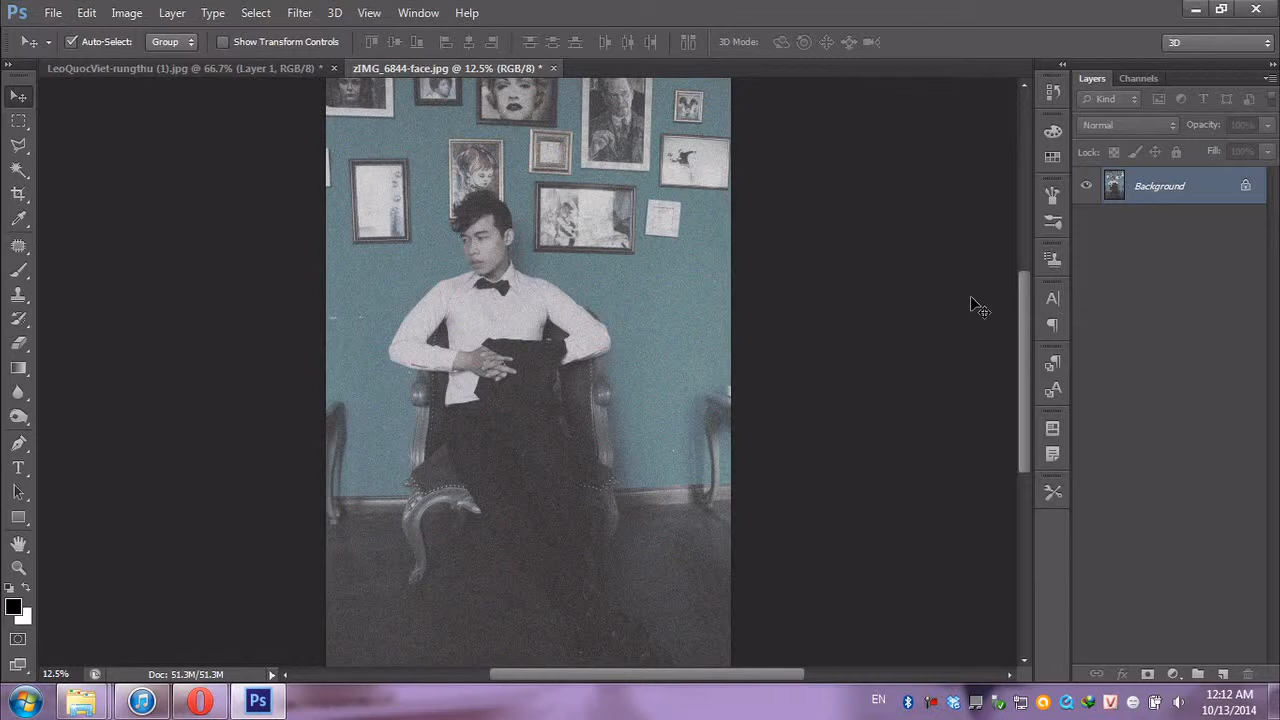 Ps File Edit Image Layer Type Select Filter 3D View Window Help
Auto-Select: Group Show Transform Controls 3D Mode: 3D
LeoQuocViet-rungthu (1).jpg @ 66.7% (Layer 1, RGB/8) * × zIMG_6844-face.jpg @ 12.5% (RGB/8) * ×
Layers Channels
Kind
Normal Opacity: 100%
Lock: Fill: 100%
Background
12.5% Doc: 51.3M/51.3M
Ps EN 12:12 AM
10/13/2014